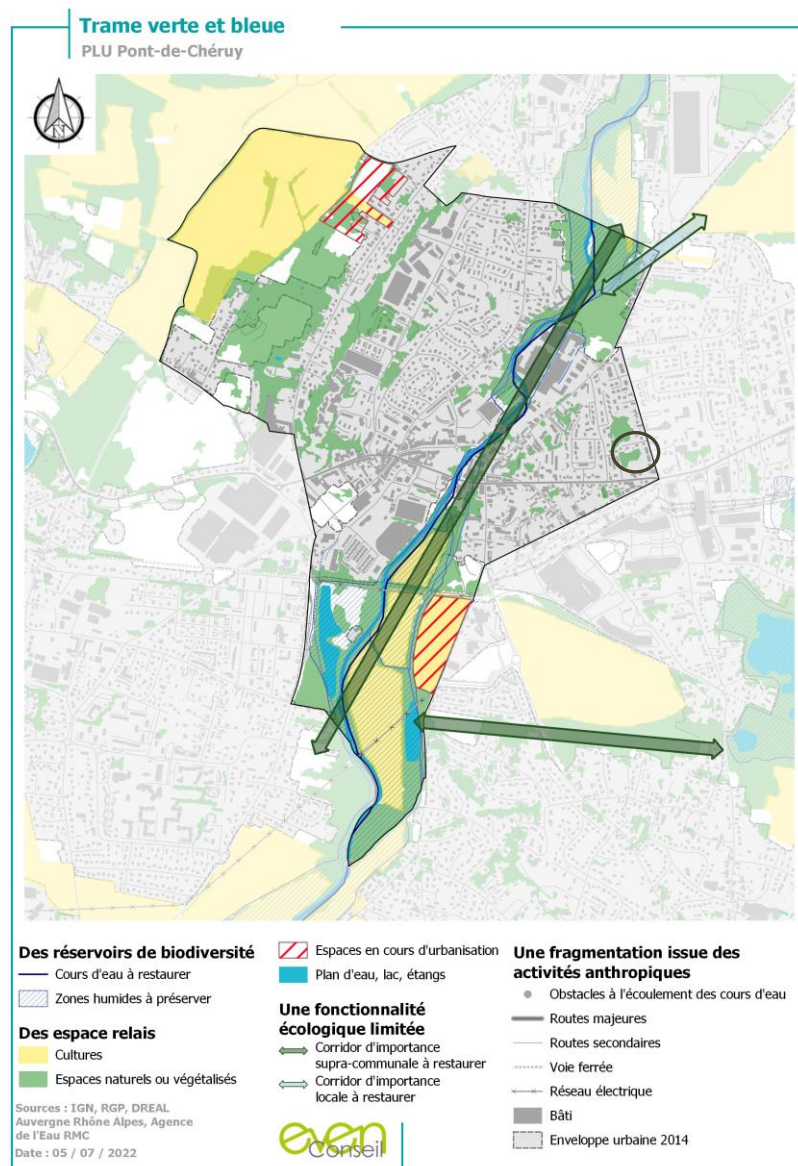 Trame verte et bleue
PLU Pont-de-Chéruy
N
Des réservoirs de biodiversité
Cours d'eau à restaurer
Zones humides à préserver
Des espace relais
Cultures
Espaces naturels ou végétalisés
Sources : IGN, RGP, DREAL
Auvergne Rhône Alpes, Agence
de l'Eau RMC
Date : 05 / 07 / 2022
Espaces en cours d'urbanisation
Plan d'eau, lac, étangs
Une fonctionnalité
écologique limitée
Corridor d'importance
supra-communale à restaurer
Corridor d'importance
locale à restaurer
even
Conseil
Une fragmentation issue des
activités anthropiques
Obstacles à l'écoulement des cours d'eau
Routes majeures
Routes secondaires
Voie ferrée
Réseau électrique
Bâti
Enveloppe urbaine 2014